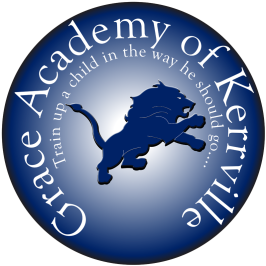 Grace Academy of Kerrville
Train up a child in the way he should go....